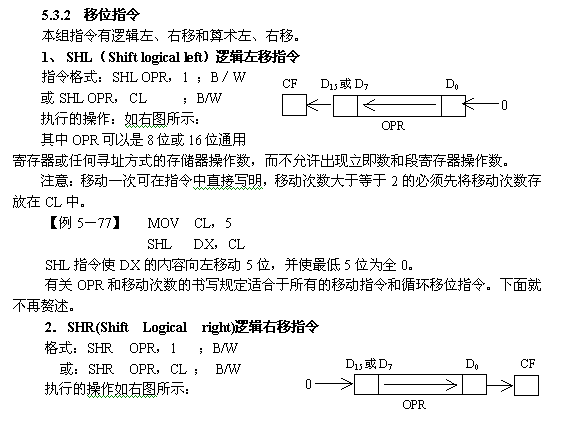 5.3.2 移位指令
本组指令有逻辑左、右移和算术左、右移。
1、SHL（Shift logical left）逻辑左移指令
指令格式：SHL OPR，1 ；B／W
或 SHL OPR， CL ；B/W
执行的操作：如右图所示：
CF D15 或 D7 D0
0
OPR
其中 OPR 可以是 8 位或 16 位通用
寄存器或任何寻址方式的存储器操作数，而不允许出现立即数和段寄存器操作数。
注意：移动一次可在指令中直接写明，移动次数大于等于 2 的必须先将移动次数存
放在 CL 中。
【例 5—77】 MOV CL，5
SHL DX，CL
SHL 指令使 DX 的内容向左移动 5 位，并使最低 5 位为全 0。
有关 OPR 和移动次数的书写规定适合于所有的移动指令和循环移位指令。下面就
不再赘述。
2．SHR(Shift Logical right)逻辑右移指令
格式：SHR OPR，1 ；B/W
或：SHR OPR，CL ； B/W
执行的操作如右图所示：
D15 或 D7 D0 CF
0
OPR